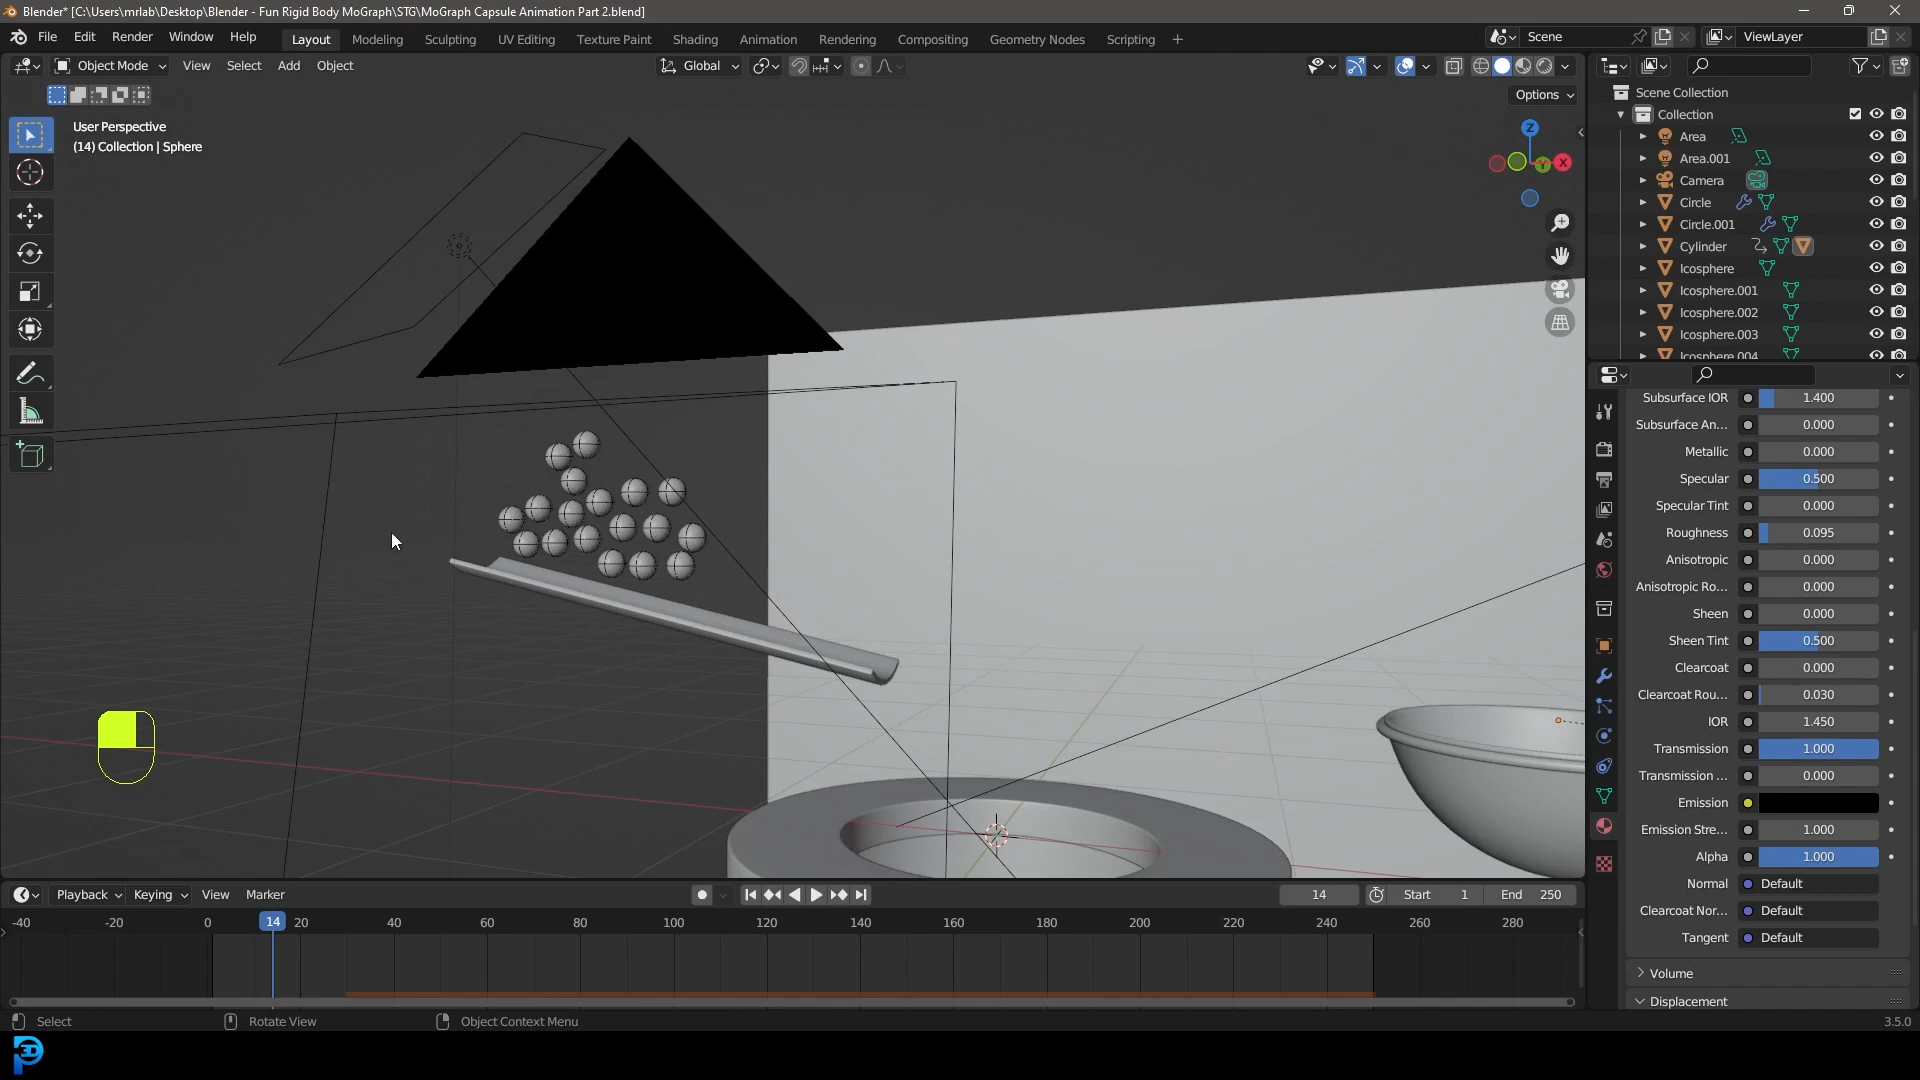 Blender* [C:\Users\mrlab\Desktop\Blender - Fun Rigid Body MoGraph\STG\MoGraph Capsule Animation Part 2.blend]
File Edit Render Window Help Layout Modeling Sculpting UV Editing Texture Paint Shading Animation Rendering Compositing Geometry Nodes Scripting + Scene ViewLayer
Object Mode View Select Add Object Global
Options
User Perspective
(14) Collection | Sphere
Z
X
Y
Scene Collection
Collection
Area
Area.001
Camera
Circle
Circle.001
Cylinder
Icosphere
Icosphere.001
Icosphere.002
Icosphere.003
Icosphere.004
Subsurface IOR 1.400
Subsurface An... 0.000
Metallic 0.000
Specular 0.500
Specular Tint 0.000
Roughness 0.095
Anisotropic 0.000
Anisotropic Ro... 0.000
Sheen 0.000
Sheen Tint 0.500
Clearcoat 0.000
Clearcoat Rou... 0.030
IOR 1.450
Transmission 1.000
Transmission ... 0.000
Emission
Emission Stre... 1.000
Alpha 1.000
Normal Default
Clearcoat Nor... Default
Tangent Default
Volume
Displacement
Playback Keying View Marker 14 Start 1 End 250
-40 -20 0 14 20 40 60 80 100 120 140 160 180 200 220 240 260 280
Select Rotate View Object Context Menu 3.5.0
3D